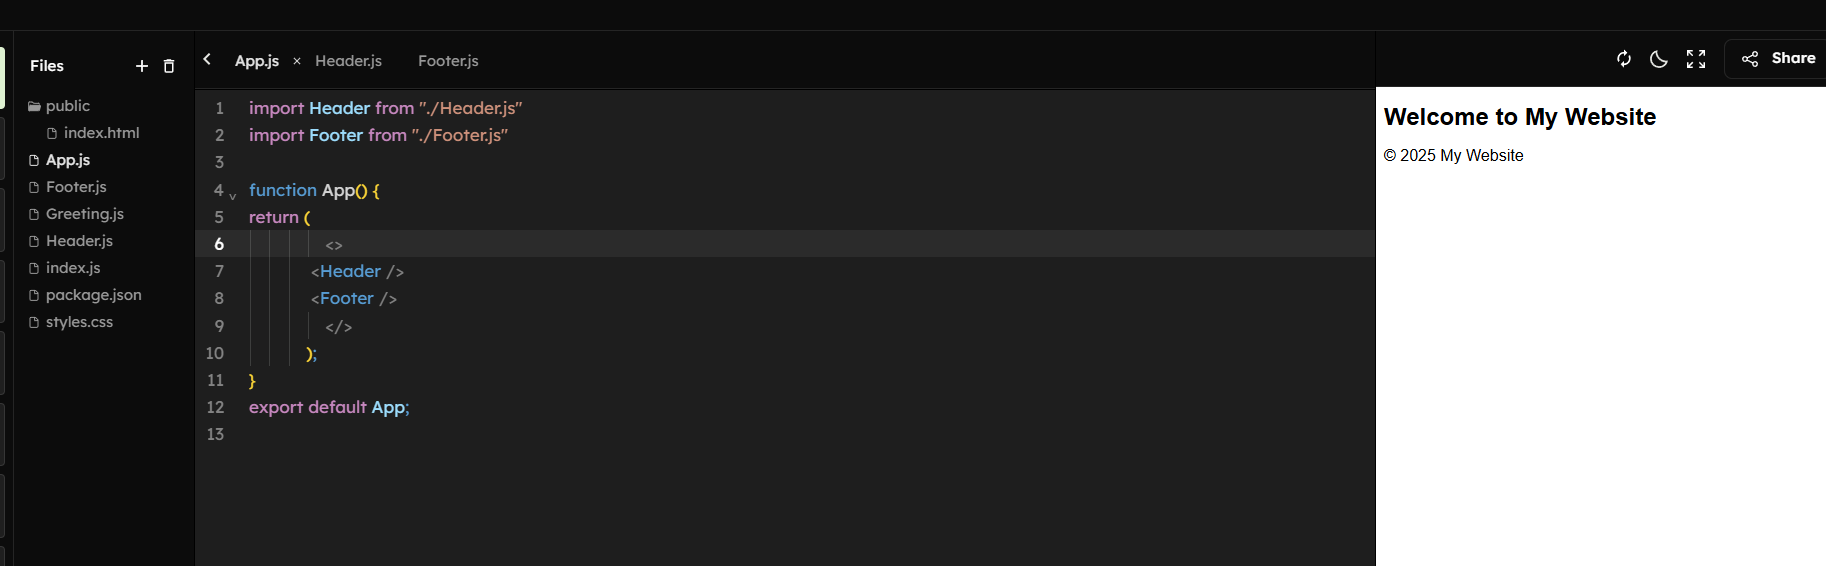 Files
public
index.html
App.js
Footer.js
Greeting.js
Header.js
index.js
package.json
styles.css
App.js × Header.js Footer.js
1 import Header from "./Header.js"
2 import Footer from "./Footer.js"
3
4 function App() {
5 return (
6 <>
7 <Header />
8 <Footer />
9 </>
10 );
11 }
12 export default App;
13
Share
Welcome to My Website
© 2025 My Website